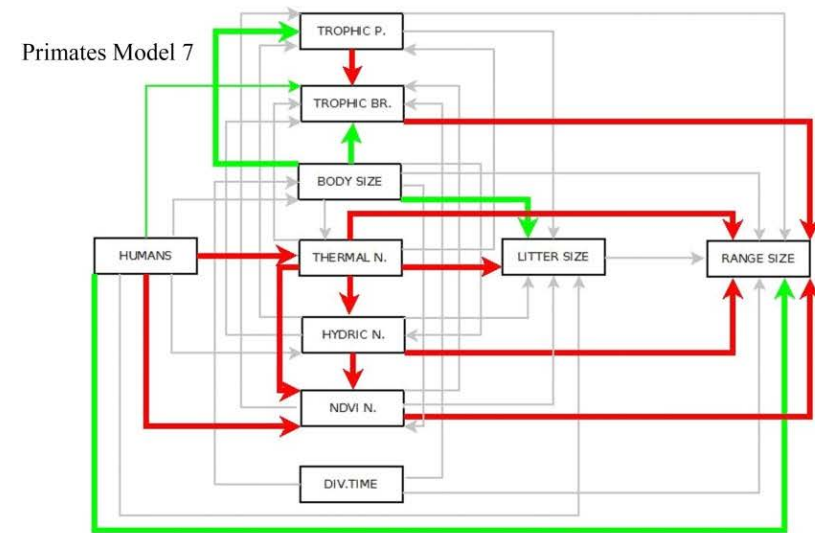 Primates Model 7
TROPHIC P.
TROPHIC BR.
BODY SIZE
HUMANS
THERMAL N.
LITTER SIZE
RANGE SIZE
HYDRIC N.
NDVI N.
DIV.TIME